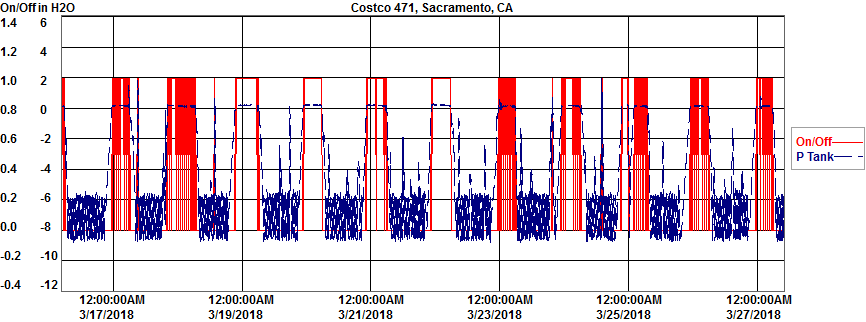 On/Off in H2O Costco 471, Sacramento, CA
1.4 6
1.2 4
1.0 2
0.8 0
0.6 -2
0.4 -4
0.2 -6
0.0 -8
-0.2 -10
-0.4 -12
On/Off
P Tank
12:00:00AM 12:00:00AM 12:00:00AM 12:00:00AM 12:00:00AM 12:00:00AM
3/17/2018 3/19/2018 3/21/2018 3/23/2018 3/25/2018 3/27/2018